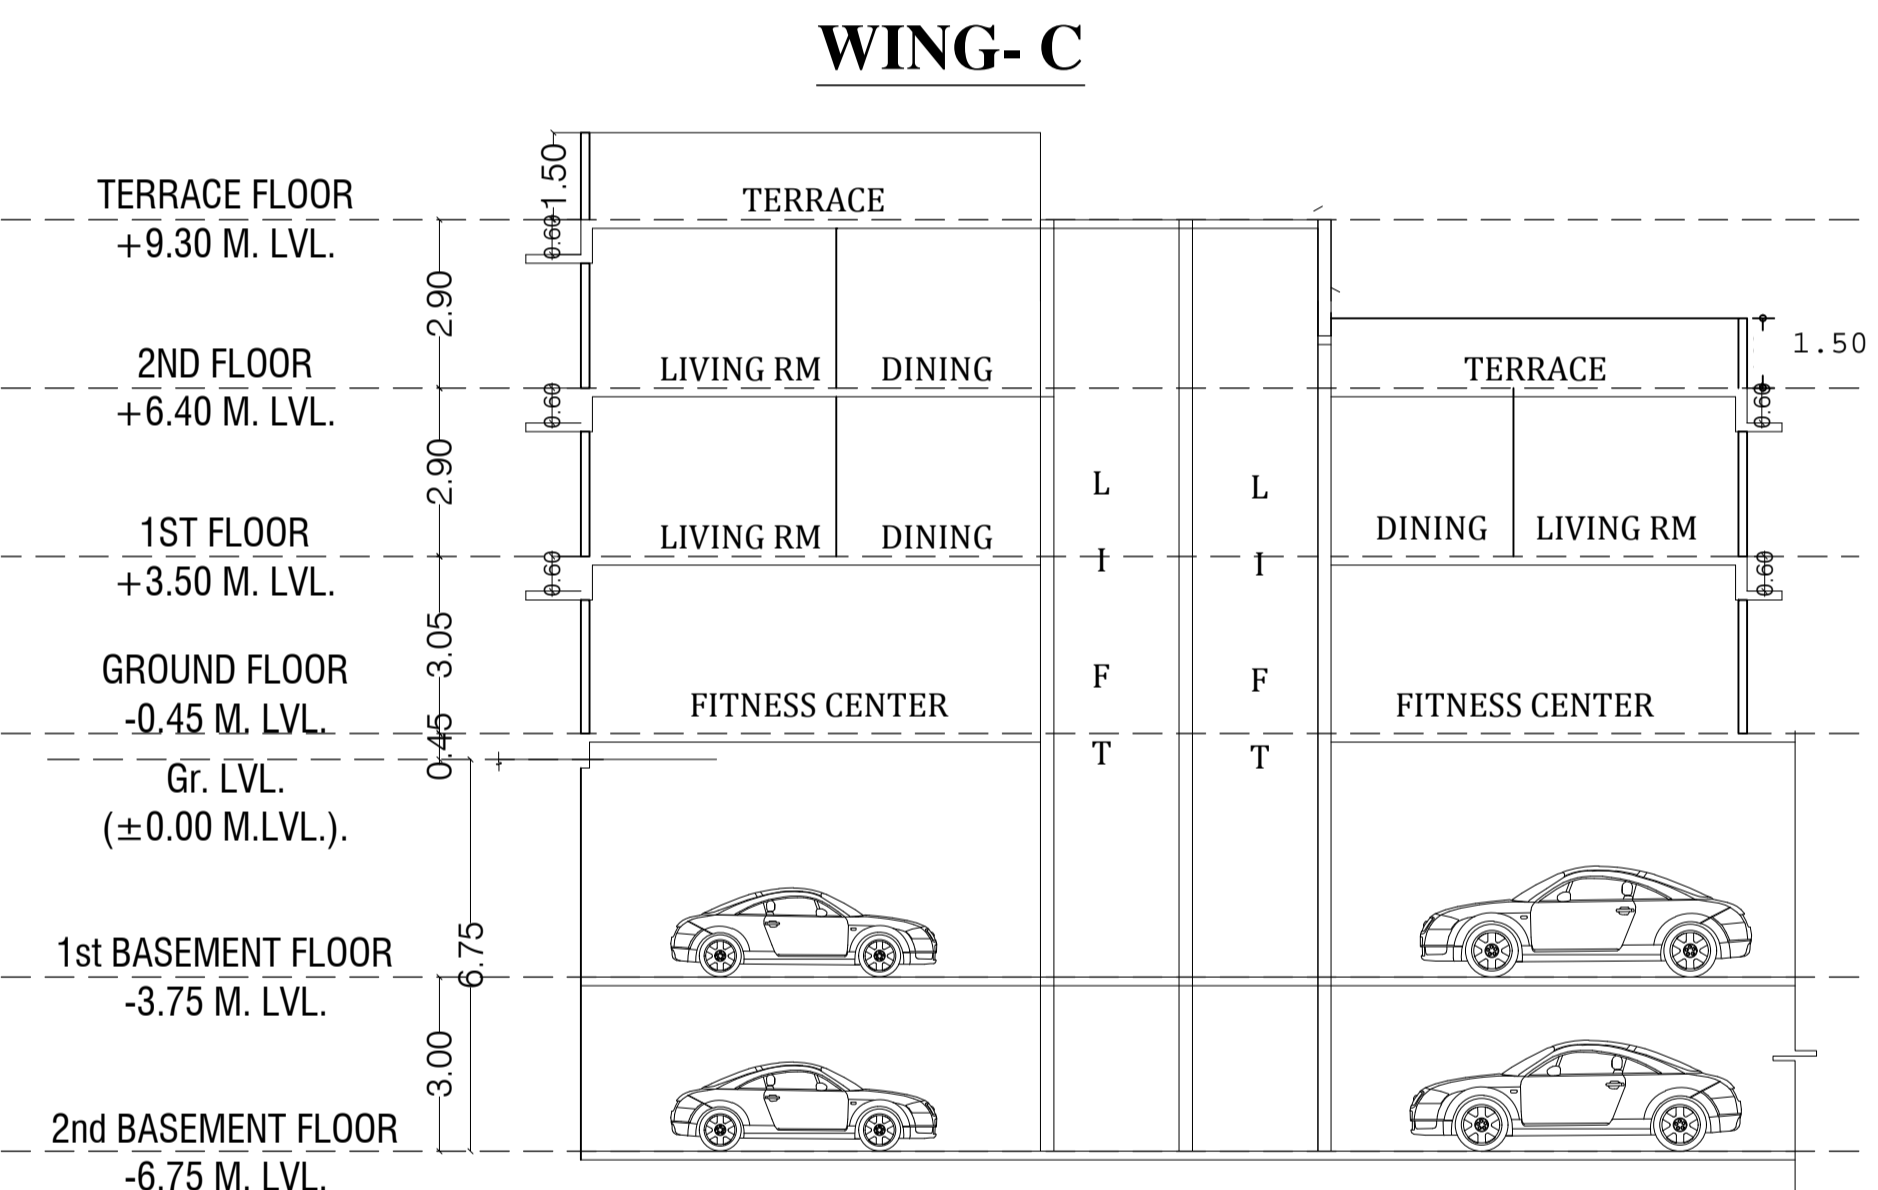 WING- C
1.50
TERRACE FLOOR
TERRACE
+9.30 M. LVL.
0.60
2.90
1.50
2ND FLOOR
LIVING RM DINING
TERRACE
+6.40 M. LVL.
0.60
0.60
2.90
L L
1ST FLOOR
LIVING RM DINING
DINING LIVING RM
I I
+3.50 M. LVL.
0.60
0.60
3.05
GROUND FLOOR
F F
-0.45 M. LVL.
FITNESS CENTER
FITNESS CENTER
0.45
T T
Gr. LVL.
(±0.00 M.LVL.).
6.75
1st BASEMENT FLOOR
-3.75 M. LVL.
3.00
2nd BASEMENT FLOOR
-6.75 M. LVL.